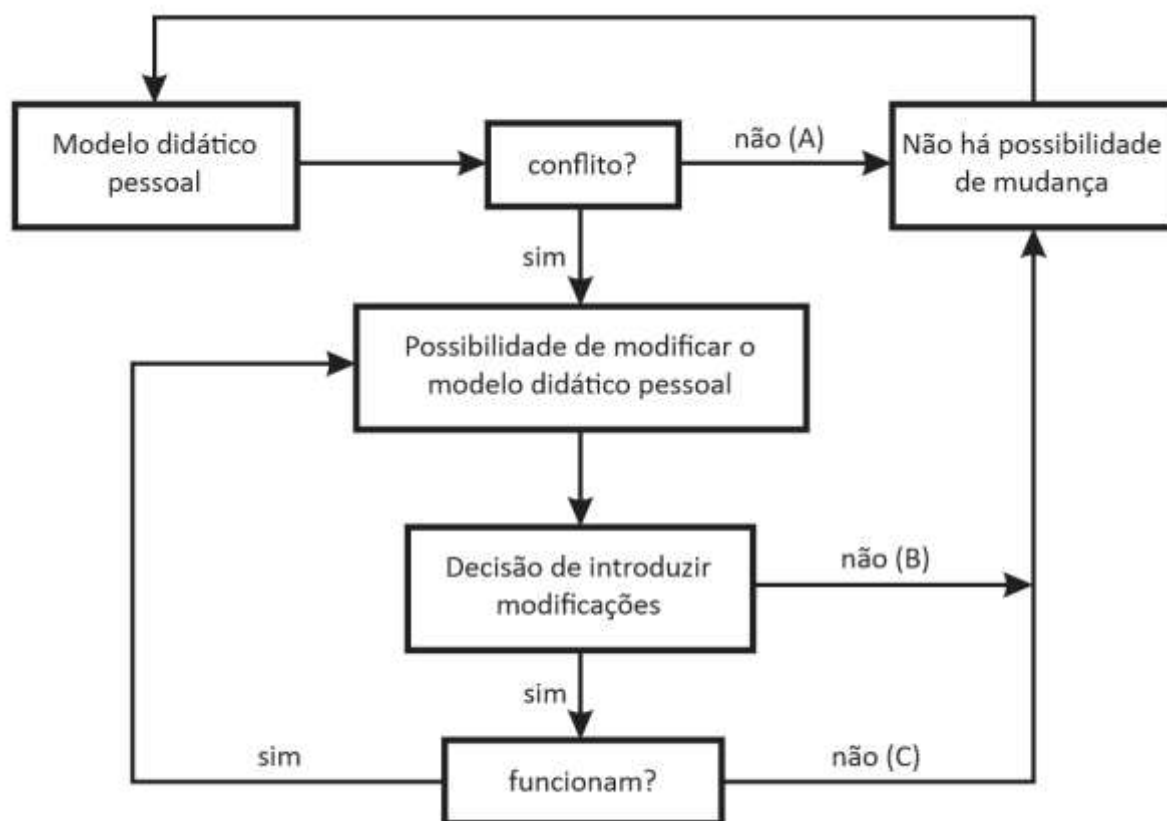 Modelo didático
pessoal
conflito?
não (A)
Não há possibilidade
de mudança
sim
Possibilidade de modificar o
modelo didático pessoal
Decisão de introduzir
modificações
não (B)
sim
sim
funcionam?
não (C)